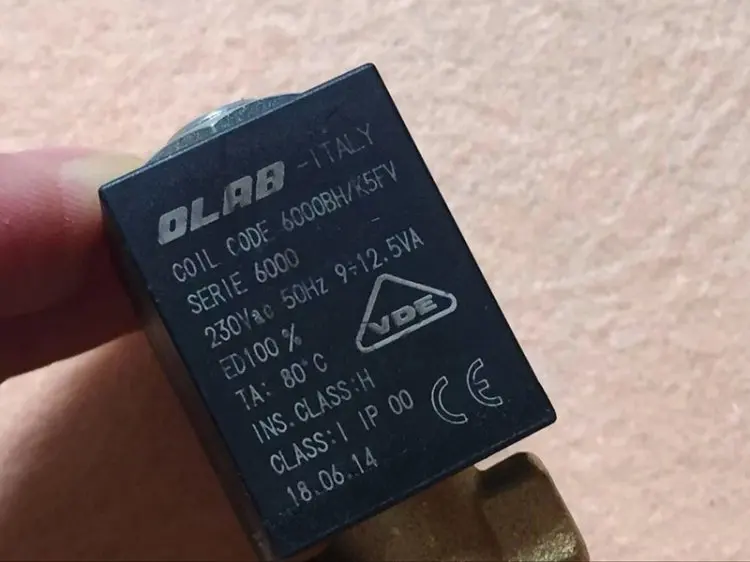 OLAB -ITALY
COIL CODE 6000BH/K5FV
SERIE 6000
230Vac 50Hz 9÷12.5VA
ED100 %
TA: 80°C
VDE
INS.CLASS:H
CLASS:I IP 00
CE
18.06.14